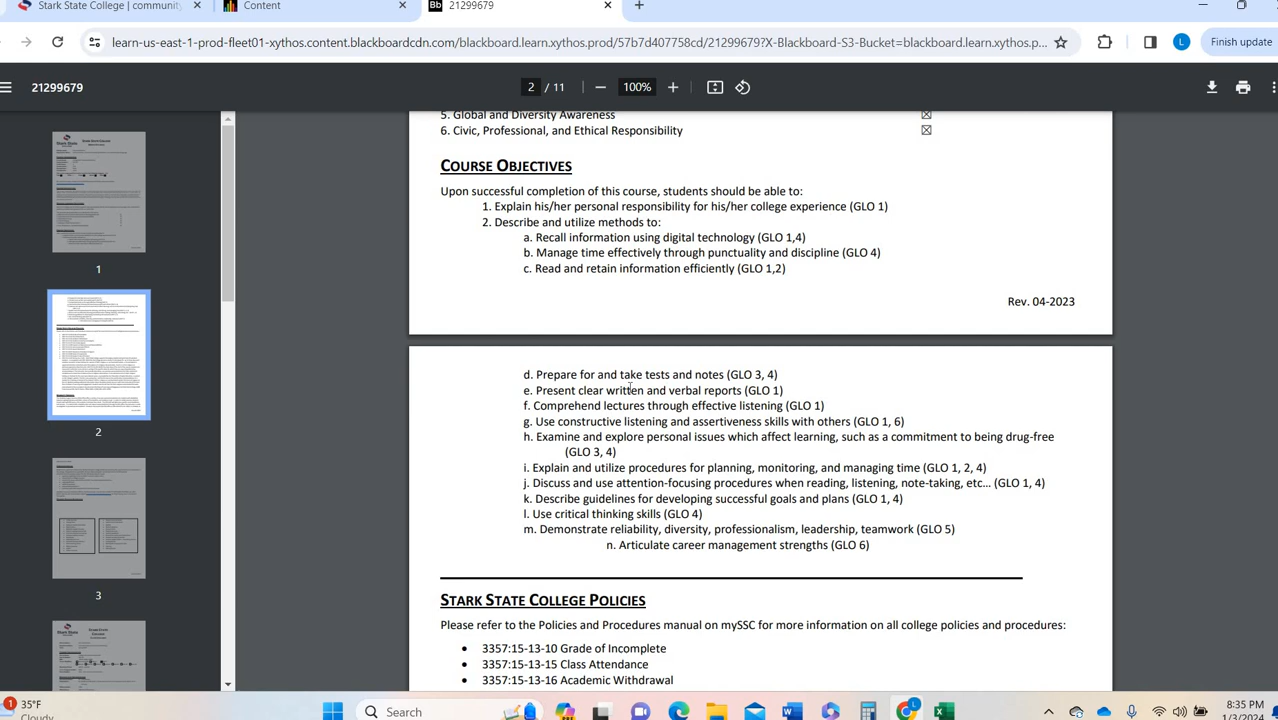 Stark State College | communit
Content
Bb 21299679
learn-us-east-1-prod-fleet01-xythos.content.blackboardcdn.com/blackboard.learn.xythos.prod/57b7d407758cd/21299679?X-Blackboard-S3-Bucket=blackboard.learn.xythos.p...
L
Finish update
21299679
2 / 11
100%
5. Global and Diversity Awareness
6. Civic, Professional, and Ethical Responsibility
COURSE OBJECTIVES
Upon successful completion of this course, students should be able to:
1. Explain his/her personal responsibility for his/her college experience (GLO 1)
2. Describe and utilize methods to:
a. Recall information using digital technology (GLO 1,4)
b. Manage time effectively through punctuality and discipline (GLO 4)
c. Read and retain information efficiently (GLO 1,2)
Rev. 04-2023
d. Prepare for and take tests and notes (GLO 3, 4)
e. Present clear written and verbal reports (GLO 1)
f. Comprehend lectures through effective listening (GLO 1)
g. Use constructive listening and assertiveness skills with others (GLO 1, 6)
h. Examine and explore personal issues which affect learning, such as a commitment to being drug-free
(GLO 3, 4)
i. Explain and utilize procedures for planning, monitoring, and managing time (GLO 1, 2, 4)
j. Discuss and use attention-focusing procedures when reading, listening, note-taking, etc... (GLO 1, 4)
k. Describe guidelines for developing successful goals and plans (GLO 1, 4)
l. Use critical thinking skills (GLO 4)
m. Demonstrate reliability, diversity, professionalism, leadership, teamwork (GLO 5)
n. Articulate career management strengths (GLO 6)
STARK STATE COLLEGE POLICIES
Please refer to the Policies and Procedures manual on mySSC for more information on all college policies and procedures:
• 3357:15-13-10 Grade of Incomplete
• 3357:15-13-15 Class Attendance
• 3357:15-13-16 Academic Withdrawal
1
2
3
1
35°F
Cloudy
Search
L
8:35 PM